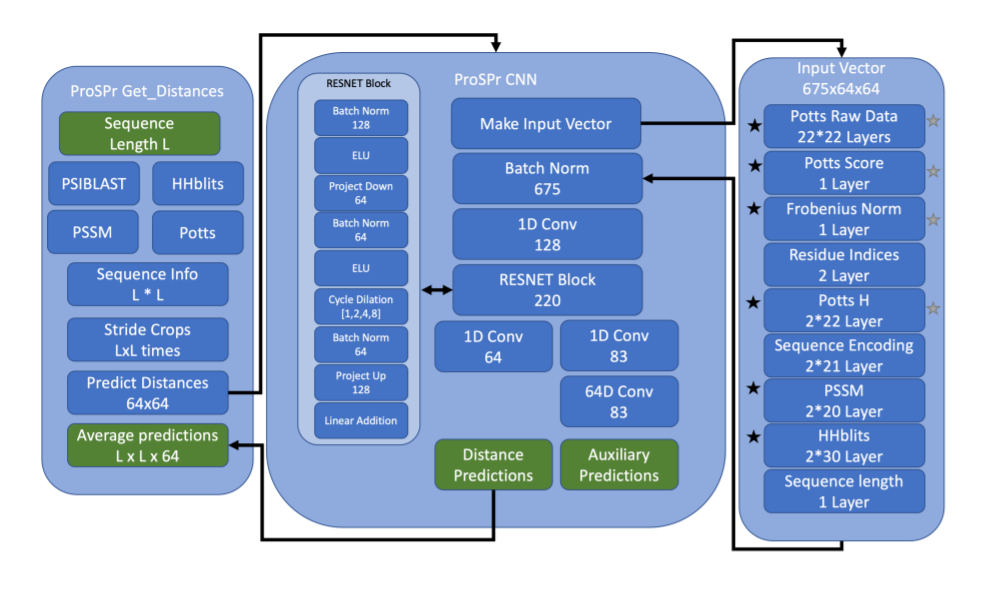 ProSPr Get_Distances
Sequence
Length L
PSIBLAST
HHblits
PSSM
Potts
Sequence Info
L * L
Stride Crops
LxL times
Predict Distances
64x64
Average predictions
L x L x 64
RESNET Block
Batch Norm
128
ELU
Project Down
64
Batch Norm
64
ELU
Cycle Dilation
[1,2,4,8]
Batch Norm
64
Project Up
128
Linear Addition
ProSPr CNN
Make Input Vector
Batch Norm
675
1D Conv
128
RESNET Block
220
1D Conv
64
1D Conv
83
64D Conv
83
Distance
Predictions
Auxiliary
Predictions
Input Vector
675x64x64
Potts Raw Data
22*22 Layers
Potts Score
1 Layer
Frobenius Norm
1 Layer
Residue Indices
2 Layer
Potts H
2*22 Layer
Sequence Encoding
2*21 Layer
PSSM
2*20 Layer
HHblits
2*30 Layer
Sequence length
1 Layer